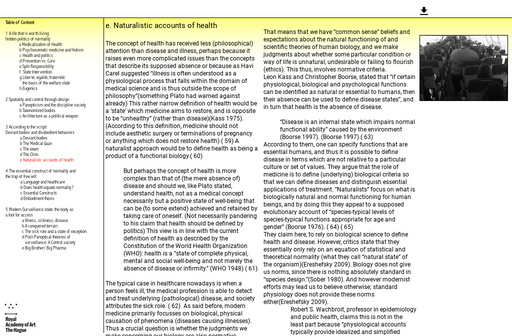 Table of Content
1 A life that is worth living:
hidden politics of normality
a Medicalization of Health
b Psychosomatic medicine and Holism
c Health and politics
d Prevention vs. Cure
e Split Responsibility
f State Intervention
g Liberté, égalité, fraternité:
the basis of the welfare state
h Eugenics
2 Spatiality and control through design
a Panopticon and the discipline society
b Taxonomized bodies
c Architecture as a political weapon
3 According to the script:
Deviant bodies and disobedient behaviors
a Deviant bodies
b The Medical Gaze
c The exam
d The Clinic
e Naturalistic accounts of health
4 The essential construct of normality and
the trap of free will
a Language and healthcare
b Does health equate normality?
c Essential Constructs
d Embodiment thesis
5 Modern Surveillance state: the body as
a tool for access
a Illness, sickness, disease
b Importance
c The sick role and a state of exception
d Post-Panoptical theories of
surveillance: A Control society
e Big Brother/ Big Pharma
Royal
Academy of Art
The Hague
e. Naturalistic accounts of health
The concept of health has received less (philosophical)
attention than disease and illness, perhaps because it
raises even more complicated issues than the concepts
that describe its supposed absence or because as Havi
Carel suggested "Illness is often understood as a
physiological process that falls within the domain of
medical science and is thus outside the scope of
philosophy"(something Plato had warned against
already) This rather narrow definition of health would be
a 'state' which medicine aims to restore, and is opposite
to be "unhealthy" (rather than disease)(Kass 1975).
(According to this definition, medicine should not
include aesthetic surgery or terminations of pregnancy
or anything which does not restore health) ( 59) A
naturalist approach would be to define health as being a
product of a functional biology.( 60)
But perhaps the concept of health is more
complex than that of (the mere absence of)
disease and should we, like Plato stated,
understand health, not as a medical concept
necessarily but a positive state of well-being that
can be (to some extend) achieved and retained by
taking care of oneself. (Not necessarily pandering
to his claim that health should be defined by
politics) This view is in line with the current
definition of health as described by the
Constitution of the World Health Organization
(WHO): health is a "state of complete physical,
mental and social well-being and not merely the
absence of disease or infirmity." (WHO 1948) ( 61)
The typical case in healthcare nowadays is when a
person feels ill, the medical profession is able to detect
and treat underlying (pathological) disease, and society
attributes the sick role. ( 62) As said before, modern
medicine primarily focusses on biological, physical
causation of phenomena (diseases causing illnesses).
Thus a crucial question is whether the judgments we
That means that we have "common sense" beliefs and
expectations about the natural functioning of and
scientific theories of human biology, and we make
judgments about whether some particular condition or
way of life is unnatural, undesirable or failing to flourish
(ethics). This thus, involves normative criteria.
Leon Kass and Christopher Boorse, stated that "if certain
physiological, biological and psychological functions
can be identified as natural or essential to humans, then
their absence can be used to define disease states", and
in turn that health is the absence of disease.
"Disease is an internal state which impairs normal
functional ability" caused by the environment
(Boorse 1997). (Boorse 1997).( 63)
According to them, one can specify functions that are
essential humans, and thus it is possible to define
disease in terms which are not relative to a particular
culture or set of values. They argue that the role of
medicine is to define (underlying) biological criteria so
that we can define diseases and distinguish essential
applications of treatment. "Naturalists" focus on what is
biologically natural and normal functioning for human
beings, and by doing this they appeal to a supposed
evolutionary account of "species-typical levels of
species-typical functions appropriate for age and
gender" (Boorse 1976). ( 64) ( 65)
They claim here, to rely on biological science to define
health and disease. However, critics state that they
essentially only rely on an equation of statistical and
theoretical normality (what they call "natural state" of
the organism)(Ereshefsky 2009). Biology does not give
us norms, since there is nothing absolutely standard in
"species design".(Sober 1980). And however modernist
efforts may lead us to believe otherwise; standard
physiology does not provide these norms
either(Ereshefsky 2009).
Robert S. Wachbroit, professor in epidemiology
and public health, claims this is not in the
least part because "physiological accounts
typically provide idealized and simplified